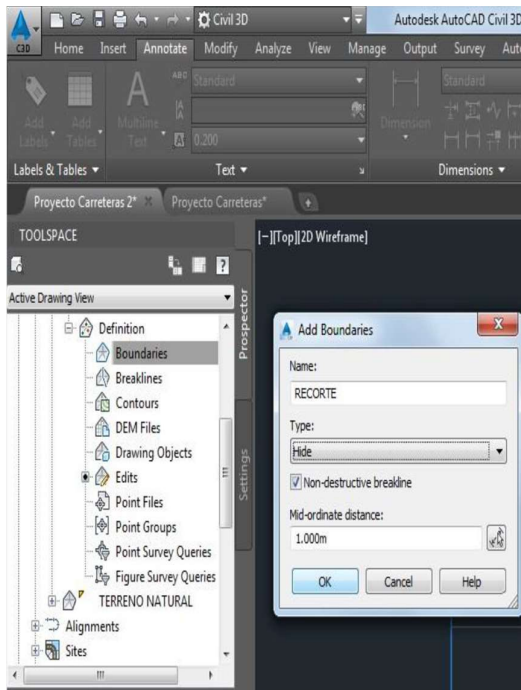 Civil 3D
Autodesk AutoCAD Civil 3D
C3D
Home Insert Annotate Modify Analyze View Manage Output Survey Aut
Add Labels
Add Tables
Multiline Text
ABC
Standard
A
A
0.200
Dimension
Standard
Labels & Tables
Text
Dimensions
Proyecto Carreteras 2*
Proyecto Carreteras*
TOOLSPACE
[−][Top][2D Wireframe]
Active Drawing View
Prospector
Settings
Definition
Boundaries
Breaklines
Contours
DEM Files
Drawing Objects
Edits
Point Files
Point Groups
Point Survey Queries
Figure Survey Queries
TERRENO NATURAL
Alignments
Sites
Add Boundaries
Name:
RECORTE
Type:
Hide
Non-destructive breakline
Mid-ordinate distance:
1.000m
OK
Cancel
Help